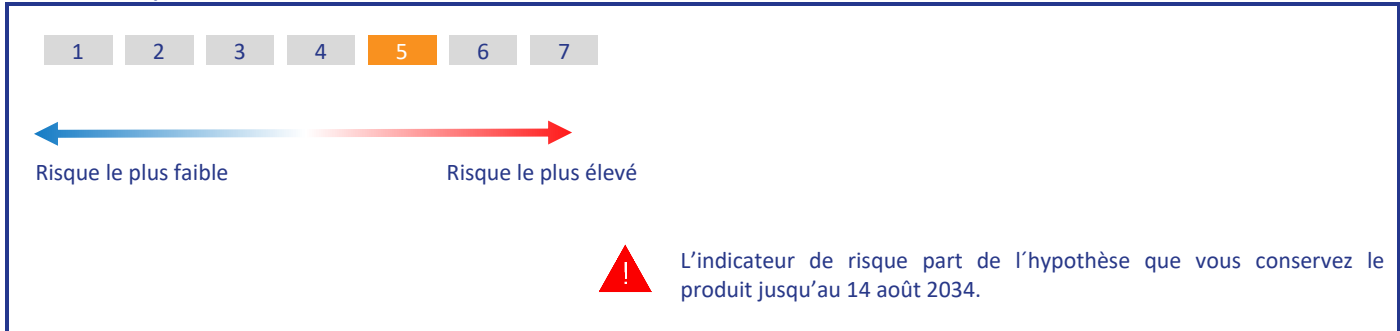 1 2 3 4 5 6 7
Risque le plus faible Risque le plus élevé
! L’indicateur de risque part de l´hypothèse que vous conservez le
produit jusqu’au 14 août 2034.